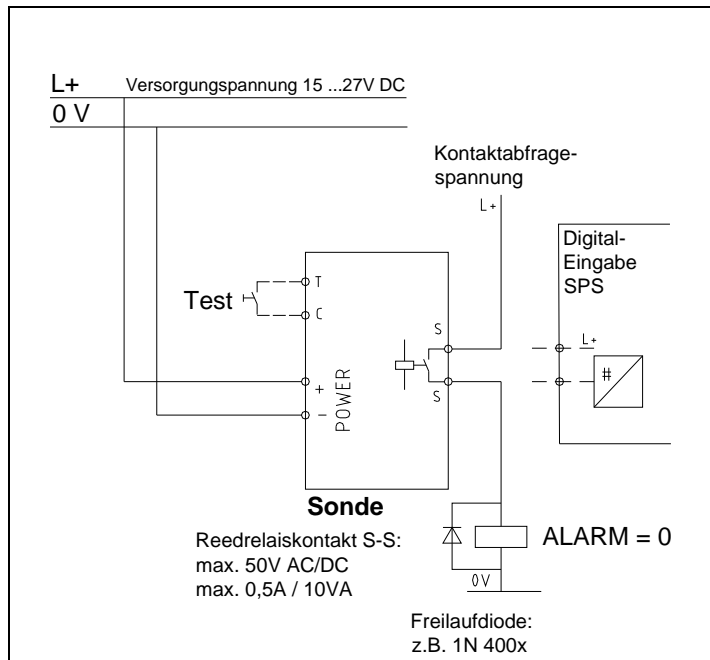 L+ Versorgungspannung 15 ...27V DC
0 V
Kontaktabfrage-
spannung
L+
Digital-
Eingabe
SPS
T
Test
C
S
L+
#
+
S
POWER
-
Sonde
Reedrelaiskontakt S-S:
max. 50V AC/DC
max. 0,5A / 10VA
ALARM = 0
0V
Freilaufdiode:
z.B. 1N 400x